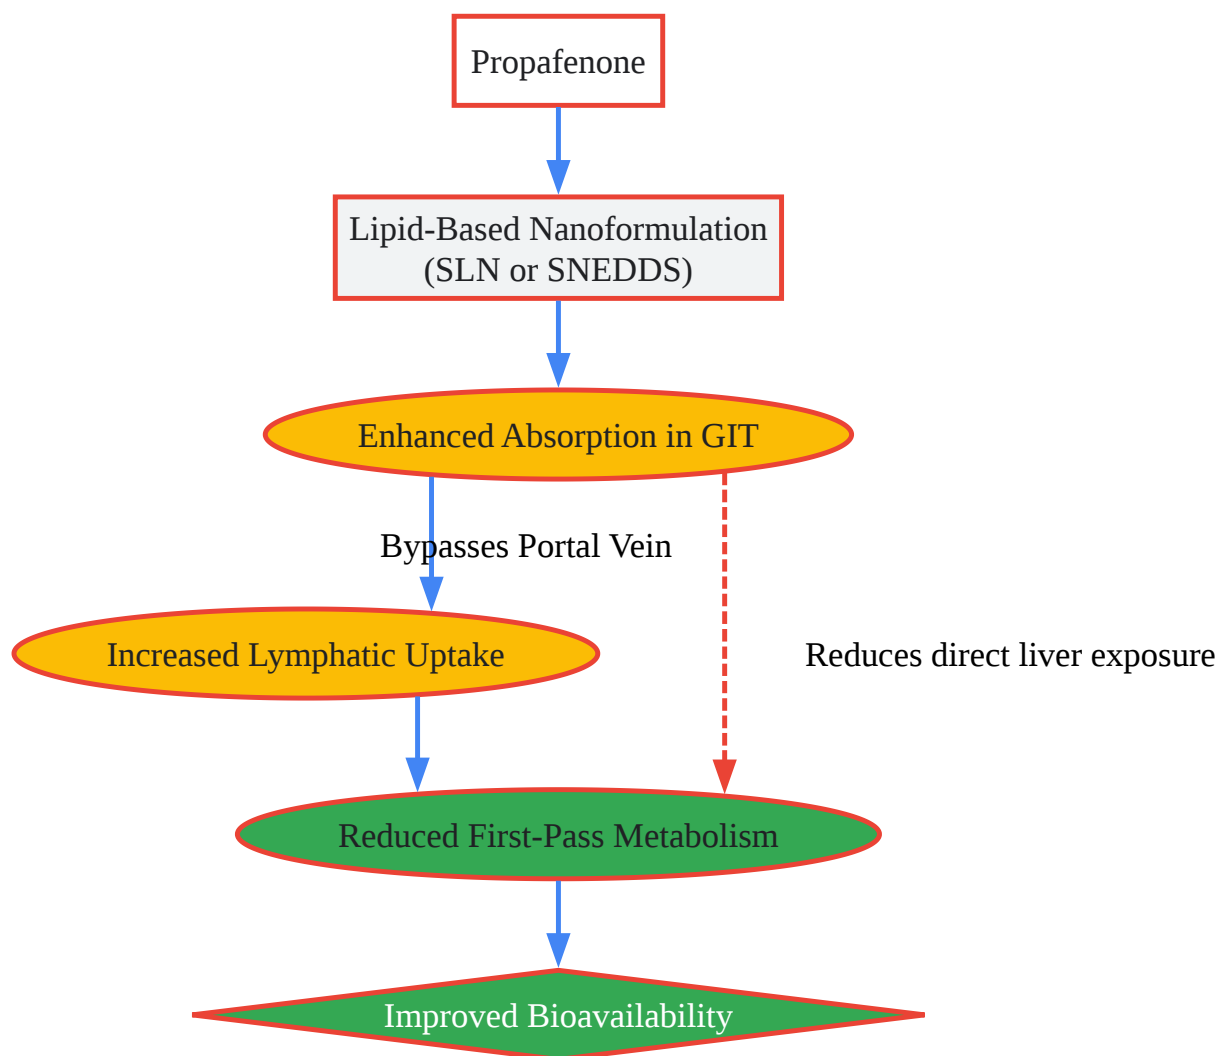 Propafenone
Lipid-Based Nanoformulation
(SLN or SNEDDS)
Enhanced Absorption in GIT
Bypasses Portal Vein
Increased Lymphatic Uptake
Reduces direct liver exposure
Reduced First-Pass Metabolism
Improved Bioavailability